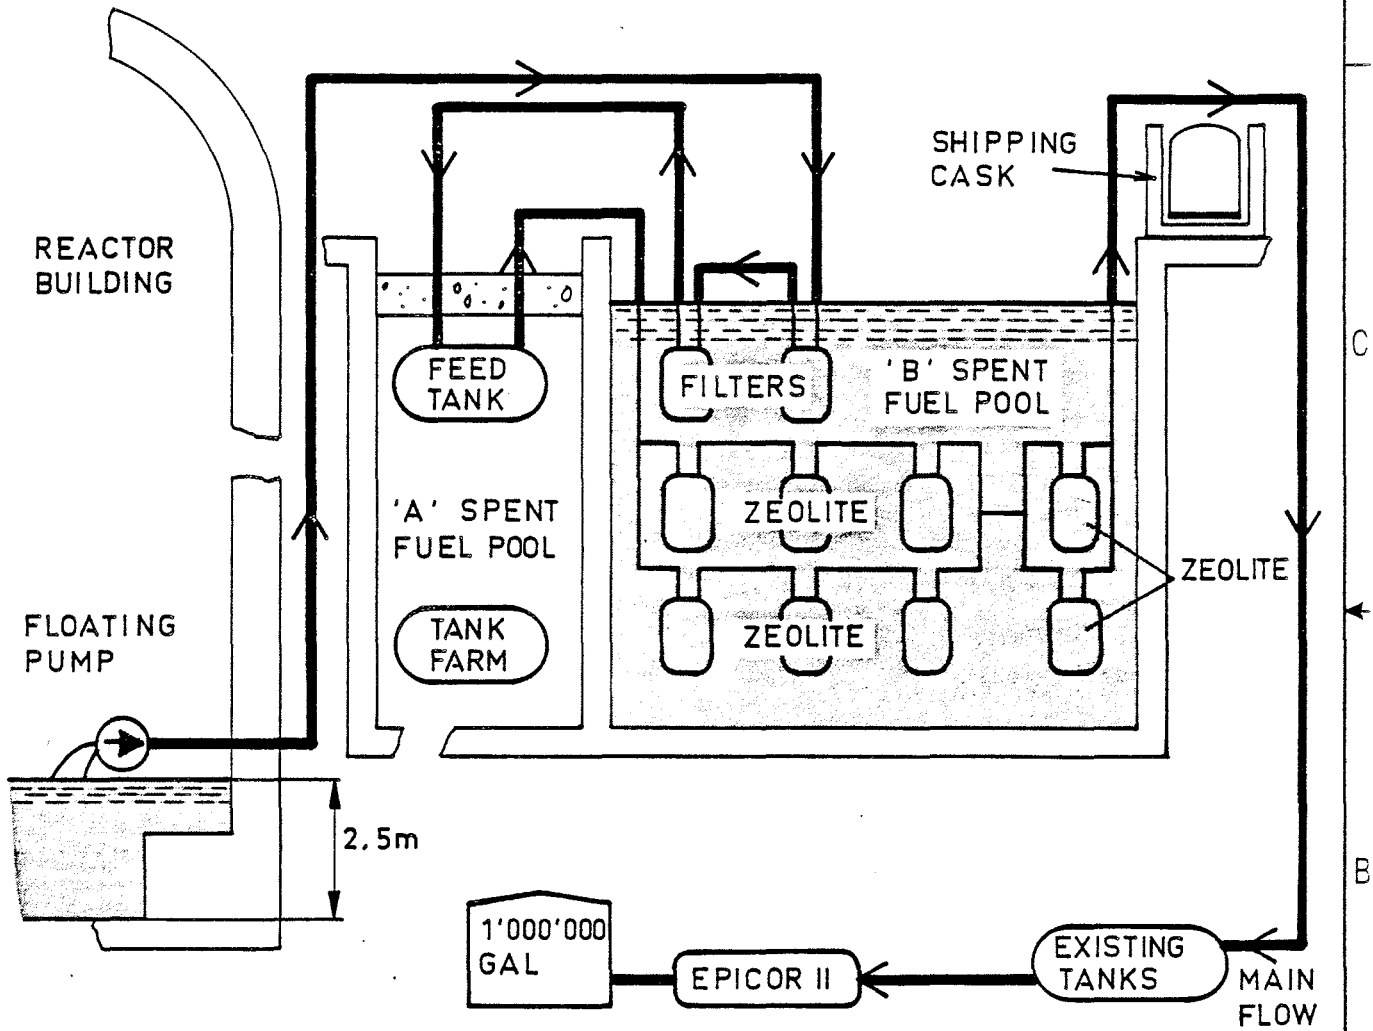 SHIPPING
CASK
REACTOR
BUILDING
FEED
TANK
FILTERS
'B' SPENT
FUEL POOL
C
'A' SPENT
FUEL POOL
ZEOLITE
ZEOLITE
FLOATING
PUMP
TANK
FARM
ZEOLITE
2,5m
B
1'000'000
GAL
EPICOR II
EXISTING
TANKS
MAIN
FLOW